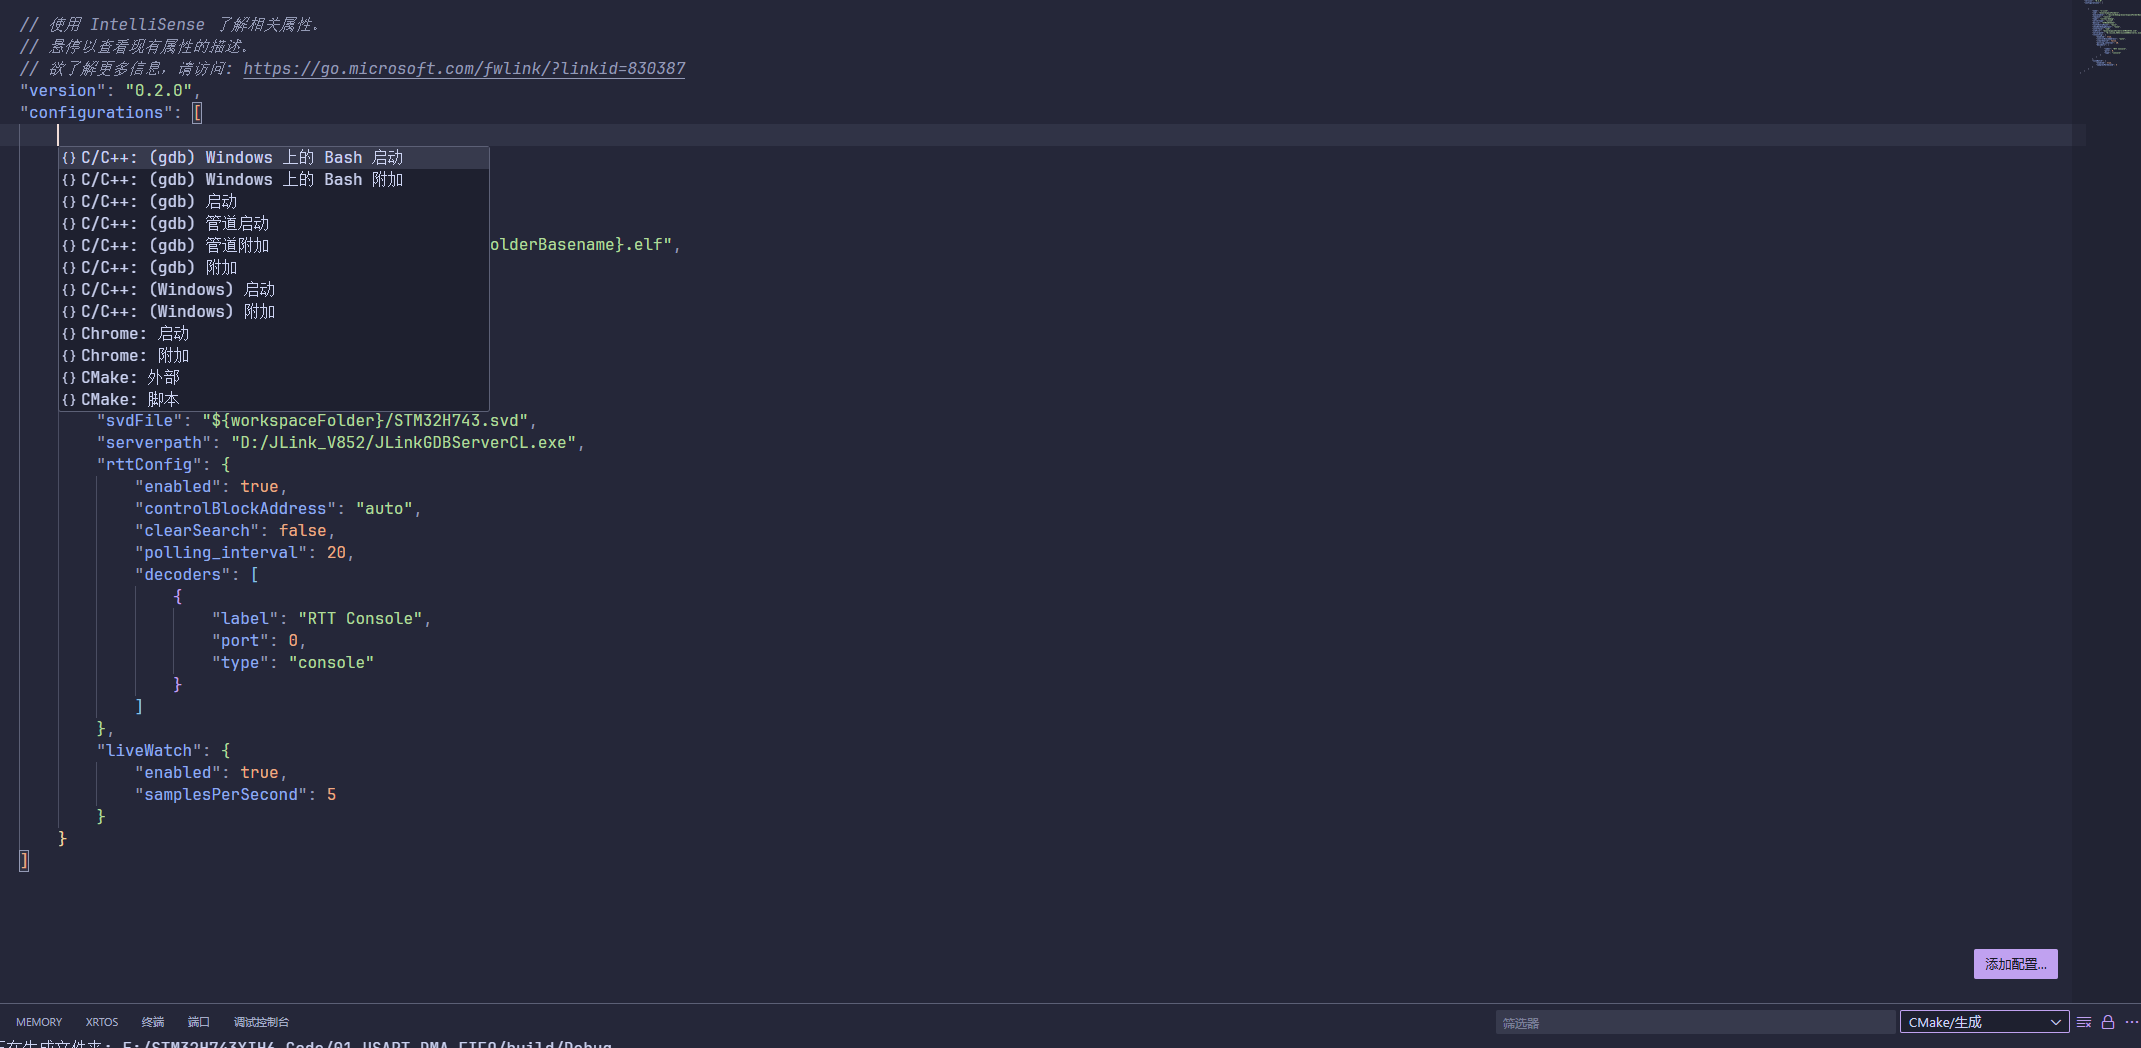 // 使用 IntelliSense 了解相关属性。
// 悬停以查看现有属性的描述。
// 欲了解更多信息，请访问: https://go.microsoft.com/fwlink/?linkid=830387
"version": "0.2.0",
"configurations": [
{} C/C++: (gdb) Windows 上的 Bash 启动
{} C/C++: (gdb) Windows 上的 Bash 附加
{} C/C++: (gdb) 启动
{} C/C++: (gdb) 管道启动
{} C/C++: (gdb) 管道附加 olderBasename}.elf",
{} C/C++: (gdb) 附加
{} C/C++: (Windows) 启动
{} C/C++: (Windows) 附加
{} Chrome: 启动
{} Chrome: 附加
{} CMake: 外部
{} CMake: 脚本
"svdFile": "${workspaceFolder}/STM32H743.svd",
"serverpath": "D:/JLink_V852/JLinkGDBServerCL.exe",
"rttConfig": {
"enabled": true,
"controlBlockAddress": "auto",
"clearSearch": false,
"polling_interval": 20,
"decoders": [
{
"label": "RTT Console",
"port": 0,
"type": "console"
}
]
},
"liveWatch": {
"enabled": true,
"samplesPerSecond": 5
}
}
]
添加配置...
MEMORY XRTOS 终端 端口 调试控制台 筛选器 CMake/生成
正在生成文件夹: E:/STM32H743XIH6_Code/01_USART_DMA_FIFO/build/Debug